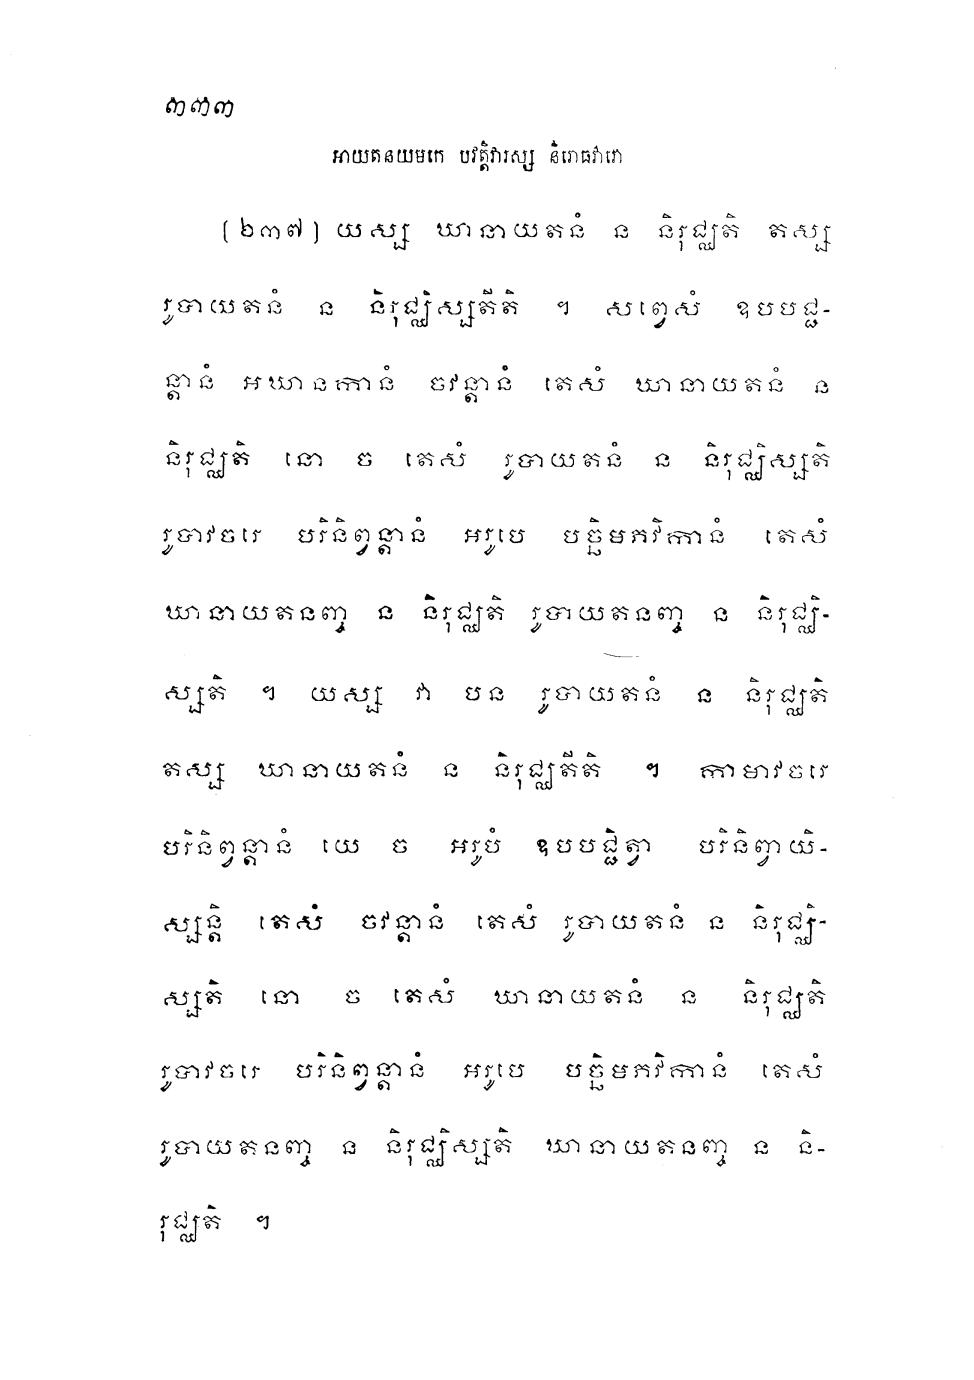 ៣៣៣
អាយតនយមកេ បវត្តិវារស្ស និរោធវារោ
(២៣៧) យស្ស ឃានាយតនំ ន និរុជ្ឈតិ តស្ស
រូបាយតនំ ន និរុជ្ឈិស្សតីតិ ។ សព្វេសំ ឧបបជ្ជ-
ន្តានំ អឃានកានំ ចវន្តានំ តេសំ ឃានាយតនំ ន
និរុជ្ឈតិ នោ ច តេសំ រូបាយតនំ ន និរុជ្ឈិស្សតិ
រូបាវចរេ បរិនិព្វន្តានំ អរូបេ បច្ឆិមភវិកានំ តេសំ
ឃានាយតនញ្ច ន និរុជ្ឈតិ រូបាយតនញ្ច ន និរុជ្ឈិ-
ស្សតិ ។ យស្ស វា បន រូបាយតនំ ន និរុជ្ឈតិ
តស្ស ឃានាយតនំ ន និរុជ្ឈតីតិ ។ កាមាវចរេ
បរិនិព្វន្តានំ យេ ច អរូបំ ឧបបជ្ជិត្វា បរិនិព្វាយិ-
ស្សន្តិ តេសំ ចវន្តានំ តេសំ រូបាយតនំ ន និរុជ្ឈិ-
ស្សតិ នោ ច តេសំ ឃានាយតនំ ន និរុជ្ឈតិ
រូបាវចរេ បរិនិព្វន្តានំ អរូបេ បច្ឆិមភវិកានំ តេសំ
រូបាយតនញ្ច ន និរុជ្ឈិស្សតិ ឃានាយតនញ្ច ន និ-
រុជ្ឈតិ ។